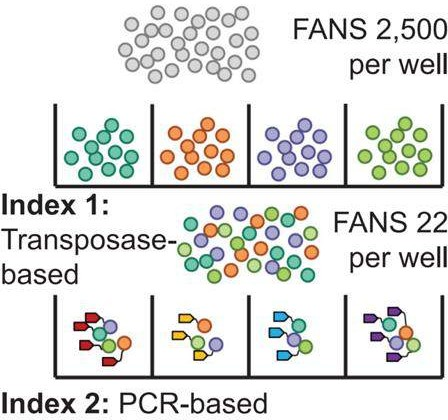 FANS 2,500
per well
Index 1:
Transposase-
based
FANS 22
per well
Index 2: PCR-based